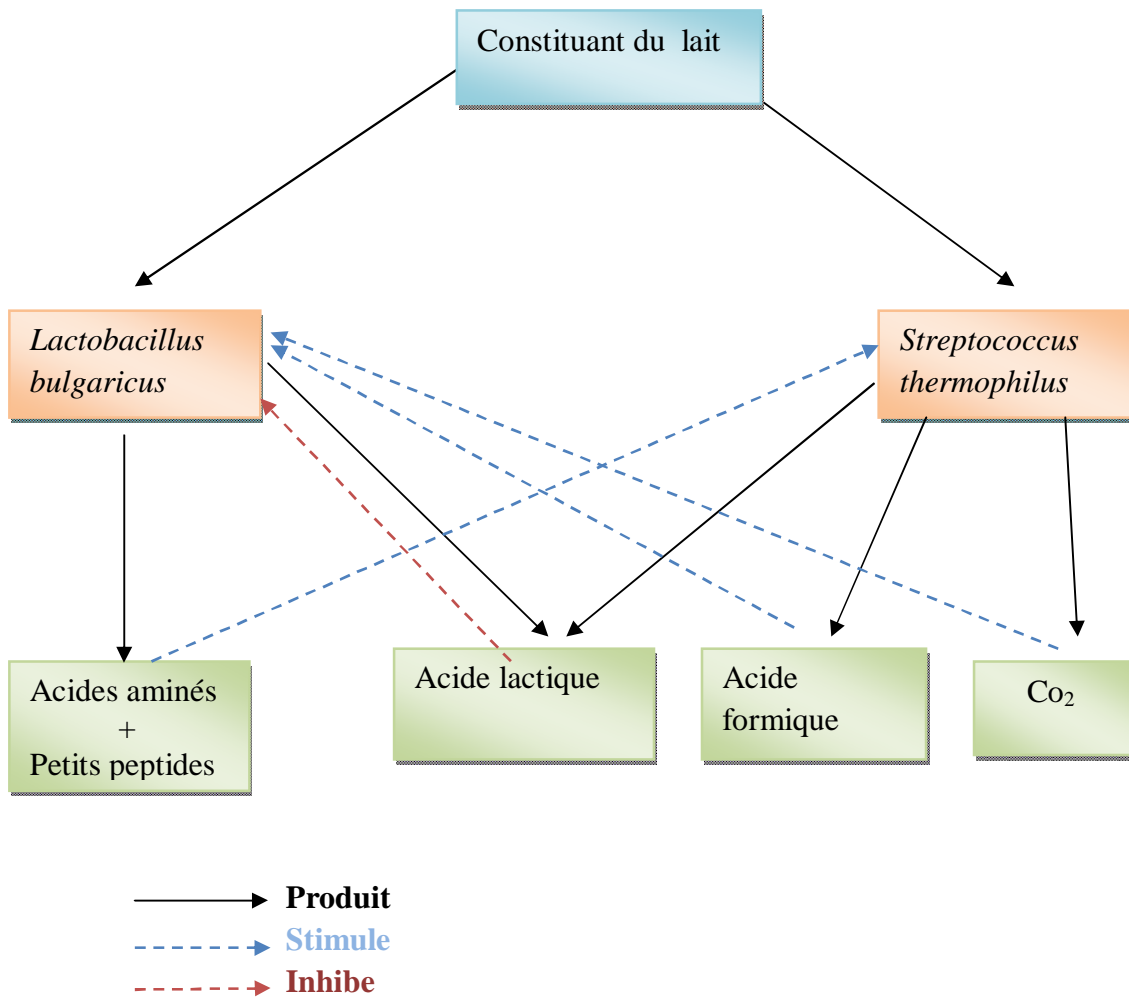 Constituant du lait
Lactobacillus
bulgaricus
Streptococcus
thermophilus
Acides aminés
+
Petits peptides
Acide lactique
Acide
formique
Co₂
Produit
Stimule
Inhibe